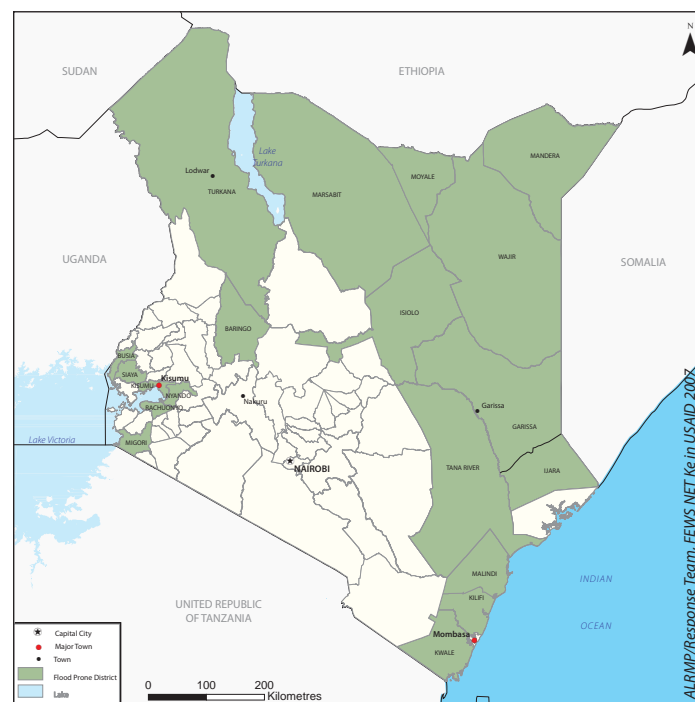 N
SUDAN
ETHIOPIA
MANDERA
Lake
Turkana
MOYALE
Lodwar
TURKANA
MARSABIT
UGANDA
WAJIR
SOMALIA
ISIOLO
BARINGO
BUSIA
SIAYA
Kisumu
KISUMU
NYANDO
Nakuru
RACHUONYO
Garissa
GARISSA
Lake Victoria
MIGORI
NAIROBI
TANA RIVER
IJARA
MALINDI
INDIAN
OCEAN
KILIFI
UNITED REPUBLIC
OF TANZANIA
Mombasa
KWALE
Capital City
Major Town
Town
Flood Prone District
Lake
0 100 200
Kilometres
ALRMP/Response Team; FEWS NET Ke in USAID 2007